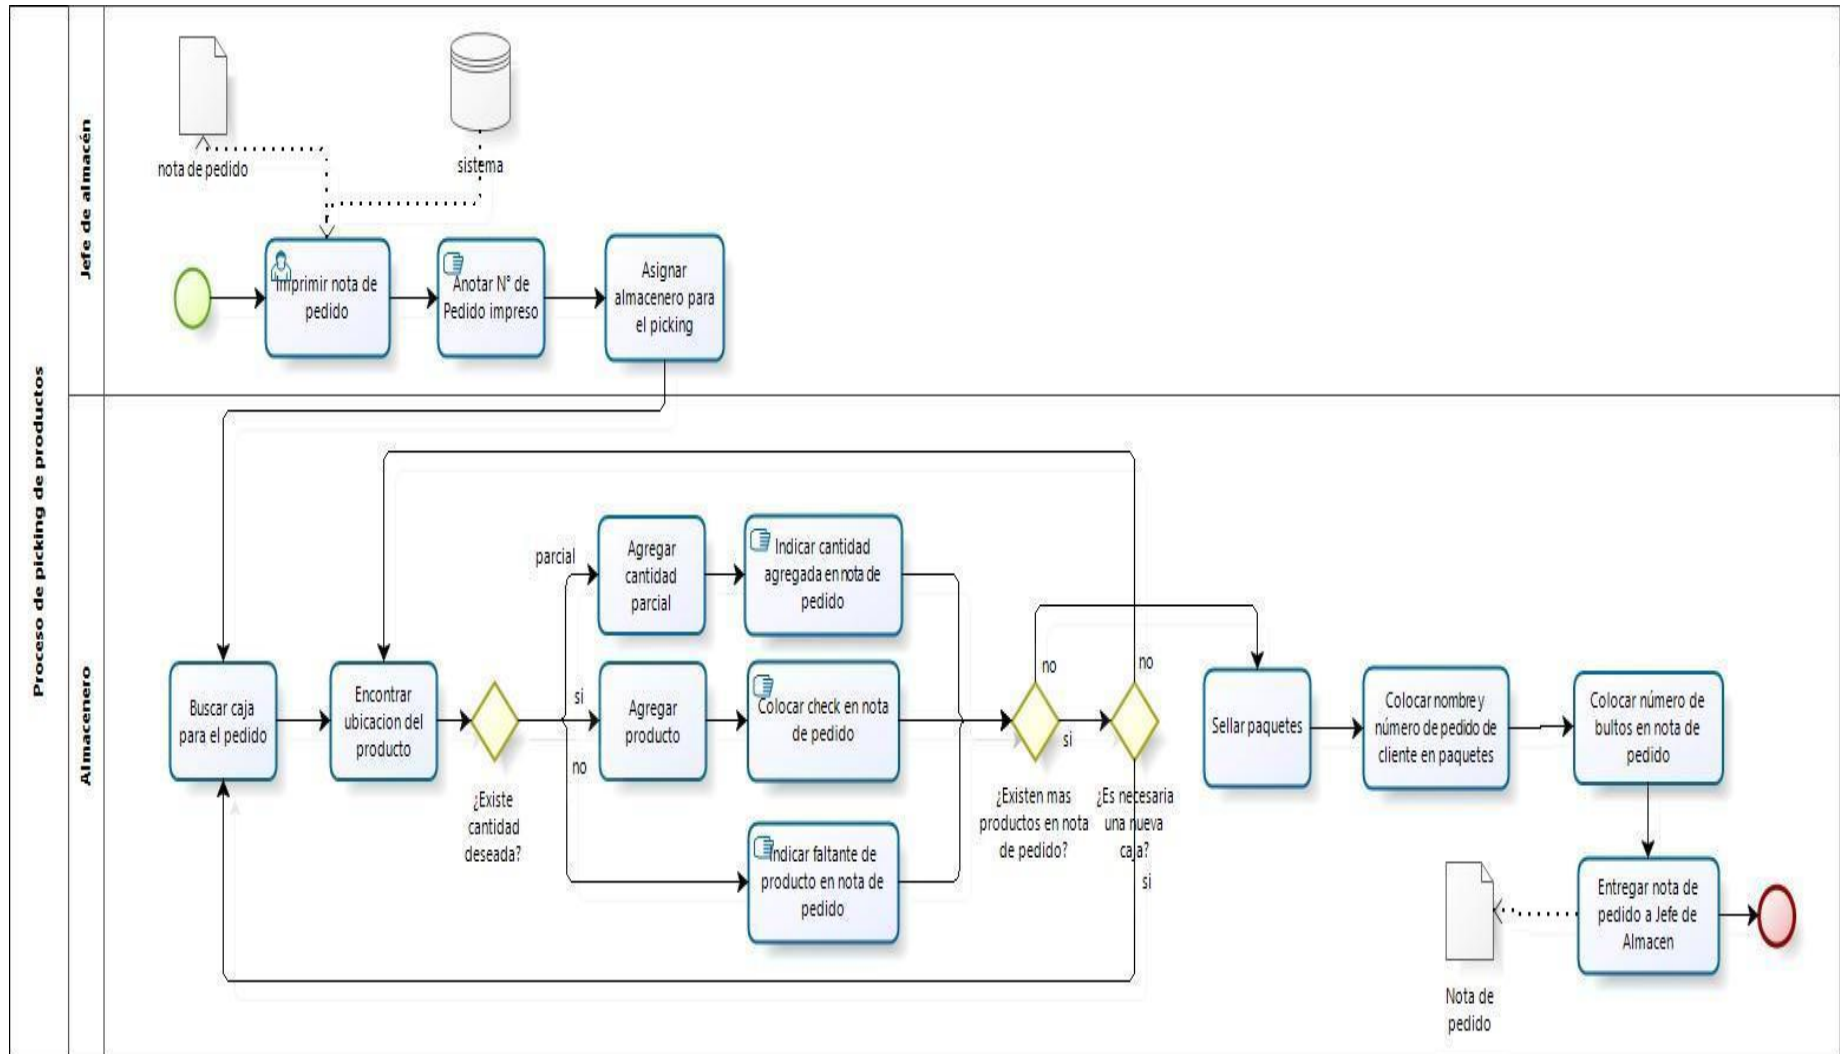 Proceso de picking de productos
Jefe de almacén
nota de pedido
sistema
Imprimir nota de
pedido
Anotar N° de
Pedido impreso
Asignar
almacenero para
el picking
Almacenero
Buscar caja
para el pedido
Encontrar
ubicacion del
producto
¿Existe
cantidad
deseada?
parcial
Agregar
cantidad
parcial
Indicar cantidad
agregada en nota de
pedido
si
Agregar
producto
Colocar check en nota
de pedido
no
Indicar faltante de
producto en nota de
pedido
¿Existen mas
productos en nota
de pedido?
no
si
¿Es necesaria
una nueva
caja?
no
si
Sellar paquetes
Colocar nombre y
número de pedido de
cliente en paquetes
Colocar número de
bultos en nota de
pedido
Entregar nota de
pedido a Jefe de
Almacen
Nota de
pedido